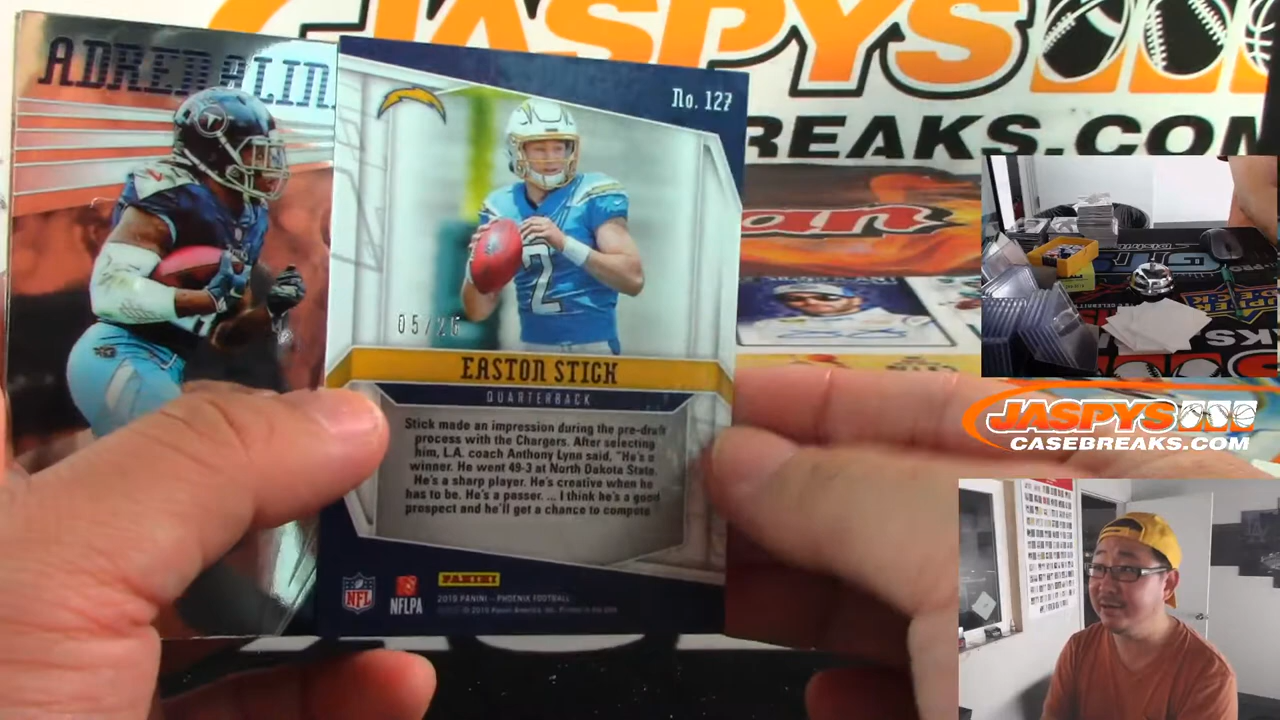 JASPYS
BREAKS.COM
ADRENALIN
No. 127
2
05/25
EASTON STICK
QUARTERBACK
Stick made an impression during the pre-draft
process with the Chargers. After selecting
him, L.A. coach Anthony Lynn said, "He's a
winner. He went 49-3 at North Dakota State.
He's a sharp player. He's creative when he
has to be. He's a passer. ... I think he's a good
prospect and he'll get a chance to compete
NFL
NFLPA
PANINI
2019 PANINI – PHOENIX FOOTBALL
JASPYS
CASEBREAKS.COM